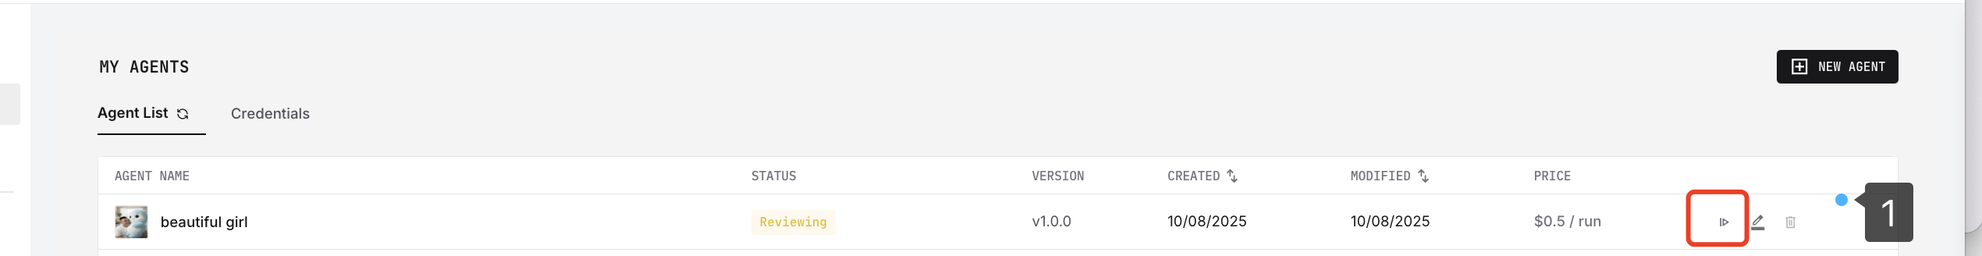 MY AGENTS
NEW AGENT
Agent List
Credentials
AGENT NAME STATUS VERSION CREATED MODIFIED PRICE
beautiful girl Reviewing v1.0.0 10/08/2025 10/08/2025 $0.5 / run
1